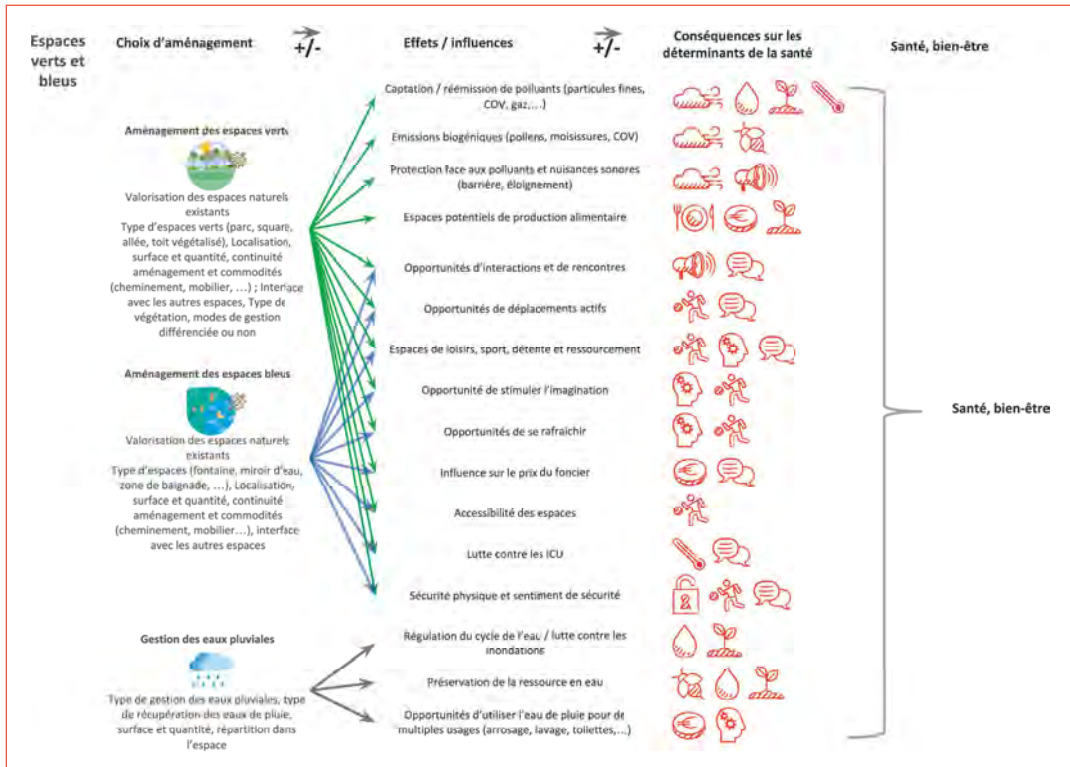 Espaces
verts et
bleus
Choix d'aménagement
+/-
Effets / influences
+/-
Conséquences sur les
déterminants de la santé
Santé, bien-être
Aménagement des espaces verts
Valorisation des espaces naturels
existants
Type d'espaces verts (parc, square,
allée, toit végétalisé), Localisation,
surface et quantité, continuité
aménagement et commodités
(cheminement, mobilier, ...) ; Interface
avec les autres espaces, Type de
végétation, modes de gestion
différenciée ou non
Aménagement des espaces bleus
Valorisation des espaces naturels
existants
Type d'espaces (fontaine, miroir d'eau,
zone de baignade, ...), Localisation,
surface et quantité, continuité
aménagement et commodités
(cheminement, mobilier...), interface
avec les autres espaces
Gestion des eaux pluviales
Type de gestion des eaux pluviales, type
de récupération des eaux de pluie,
surface et quantité, répartition dans
l'espace
Captation / réémission de polluants (particules fines,
COV, gaz,...)
Emissions biogéniques (pollens, moisissures, COV)
Protection face aux polluants et nuisances sonores
(barrière, éloignement)
Espaces potentiels de production alimentaire
Opportunités d'interactions et de rencontres
Opportunités de déplacements actifs
Espaces de loisirs, sport, détente et ressourcement
Opportunité de stimuler l'imagination
Opportunités de se rafraichir
Influence sur le prix du foncier
Accessibilité des espaces
Lutte contre les ICU
Sécurité physique et sentiment de sécurité
Régulation du cycle de l'eau / lutte contre les
inondations
Préservation de la ressource en eau
Opportunités d'utiliser l'eau de pluie pour de
multiples usages (arrosage, lavage, toilettes,...)
Santé, bien-être